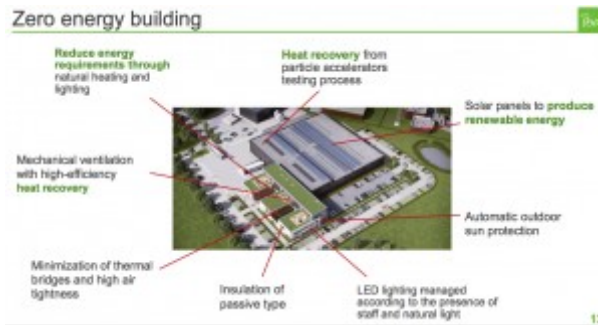 Zero energy building
Reduce energy
requirements through
natural heating and
lighting
Heat recovery from
particle accelerators
testing process
Solar panels to produce
renewable energy
Mechanical ventilation
with high-efficiency
heat recovery
Automatic outdoor
sun protection
Minimization of thermal
bridges and high air
tightness
Insulation of
passive type
LED lighting managed
according to the presence of
staff and natural light